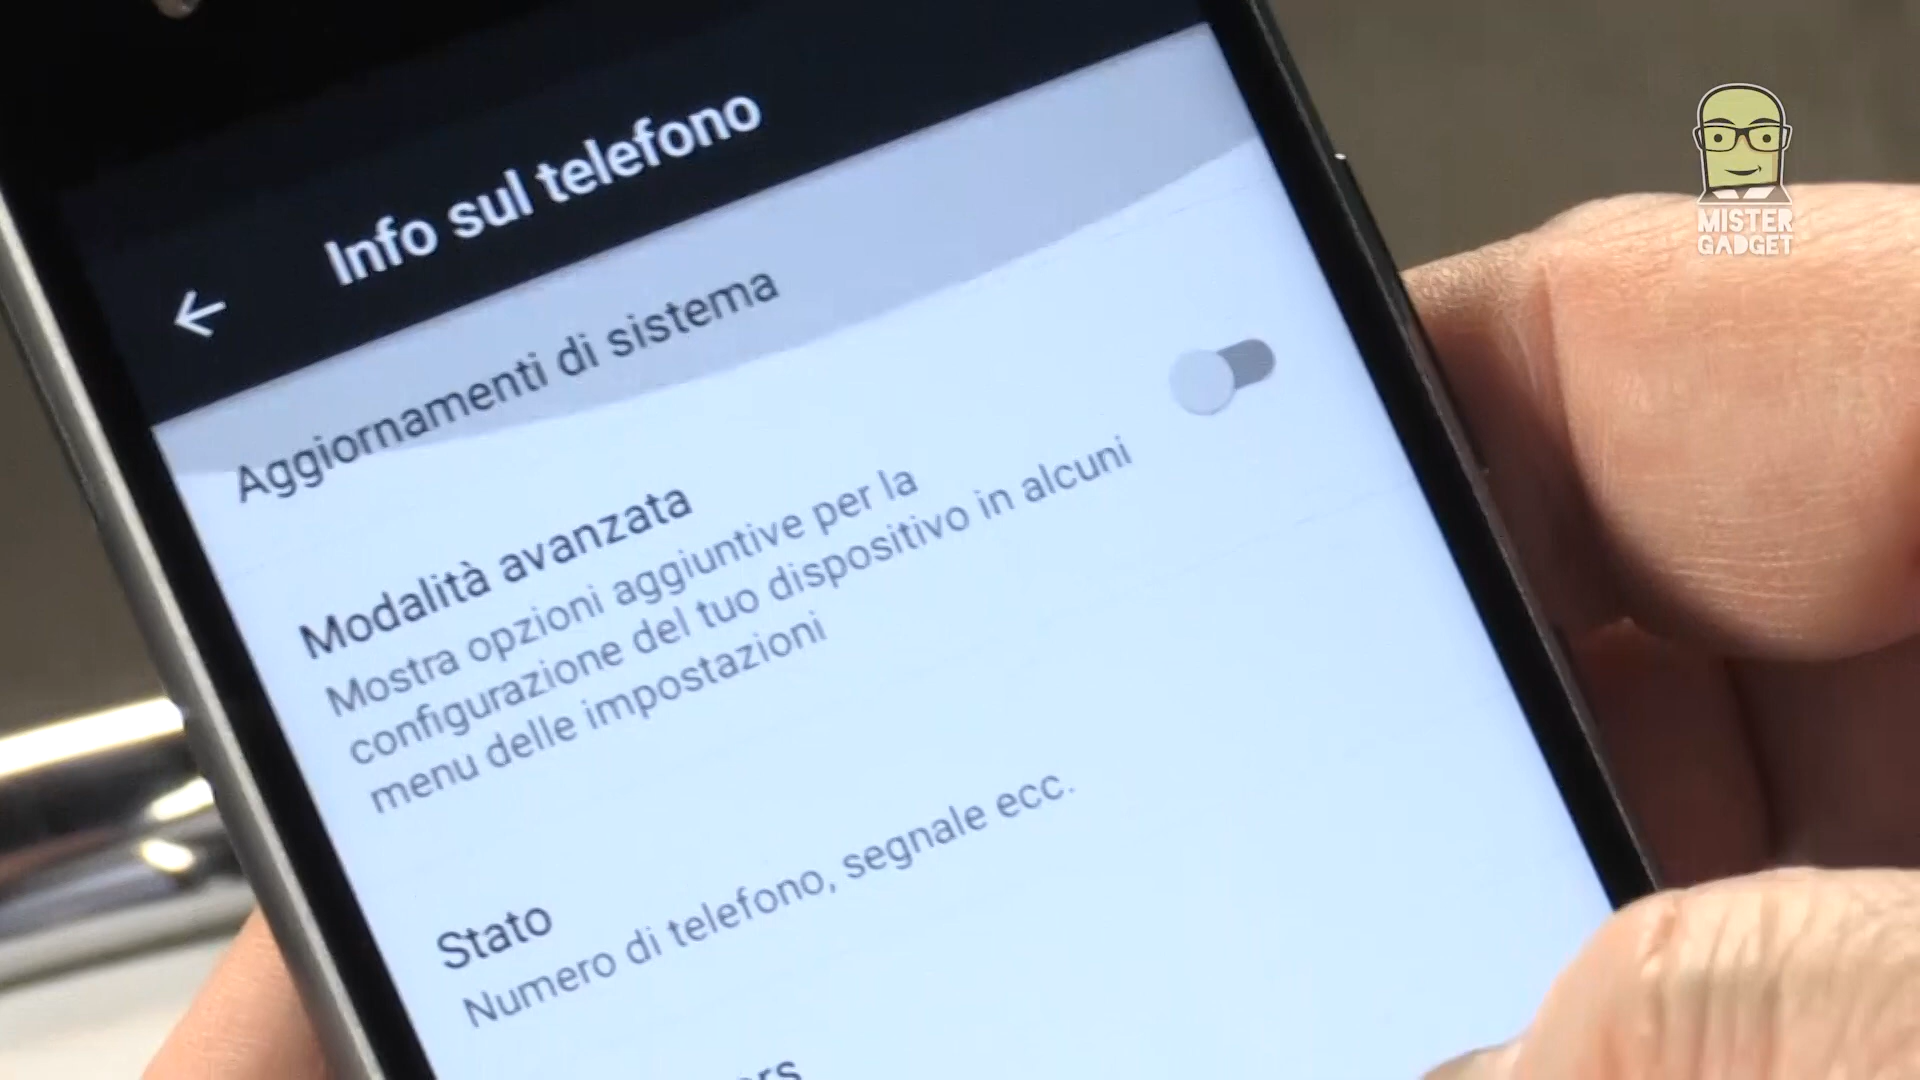 Info sul telefono
Aggiornamenti di sistema
Modalità avanzata
Mostra opzioni aggiuntive per la
configurazione del tuo dispositivo in alcuni
menu delle impostazioni
Stato
Numero di telefono, segnale ecc.
MISTER
GADGET